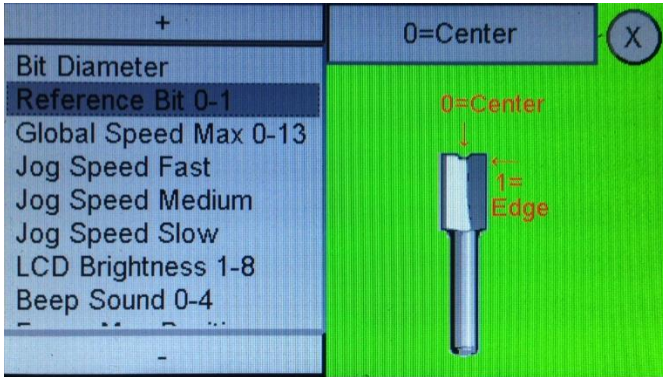 +
0=Center
X
Bit Diameter
Reference Bit 0-1
Global Speed Max 0-13
Jog Speed Fast
Jog Speed Medium
Jog Speed Slow
LCD Brightness 1-8
Beep Sound 0-4
-
0=Center
↓
←
1=
Edge